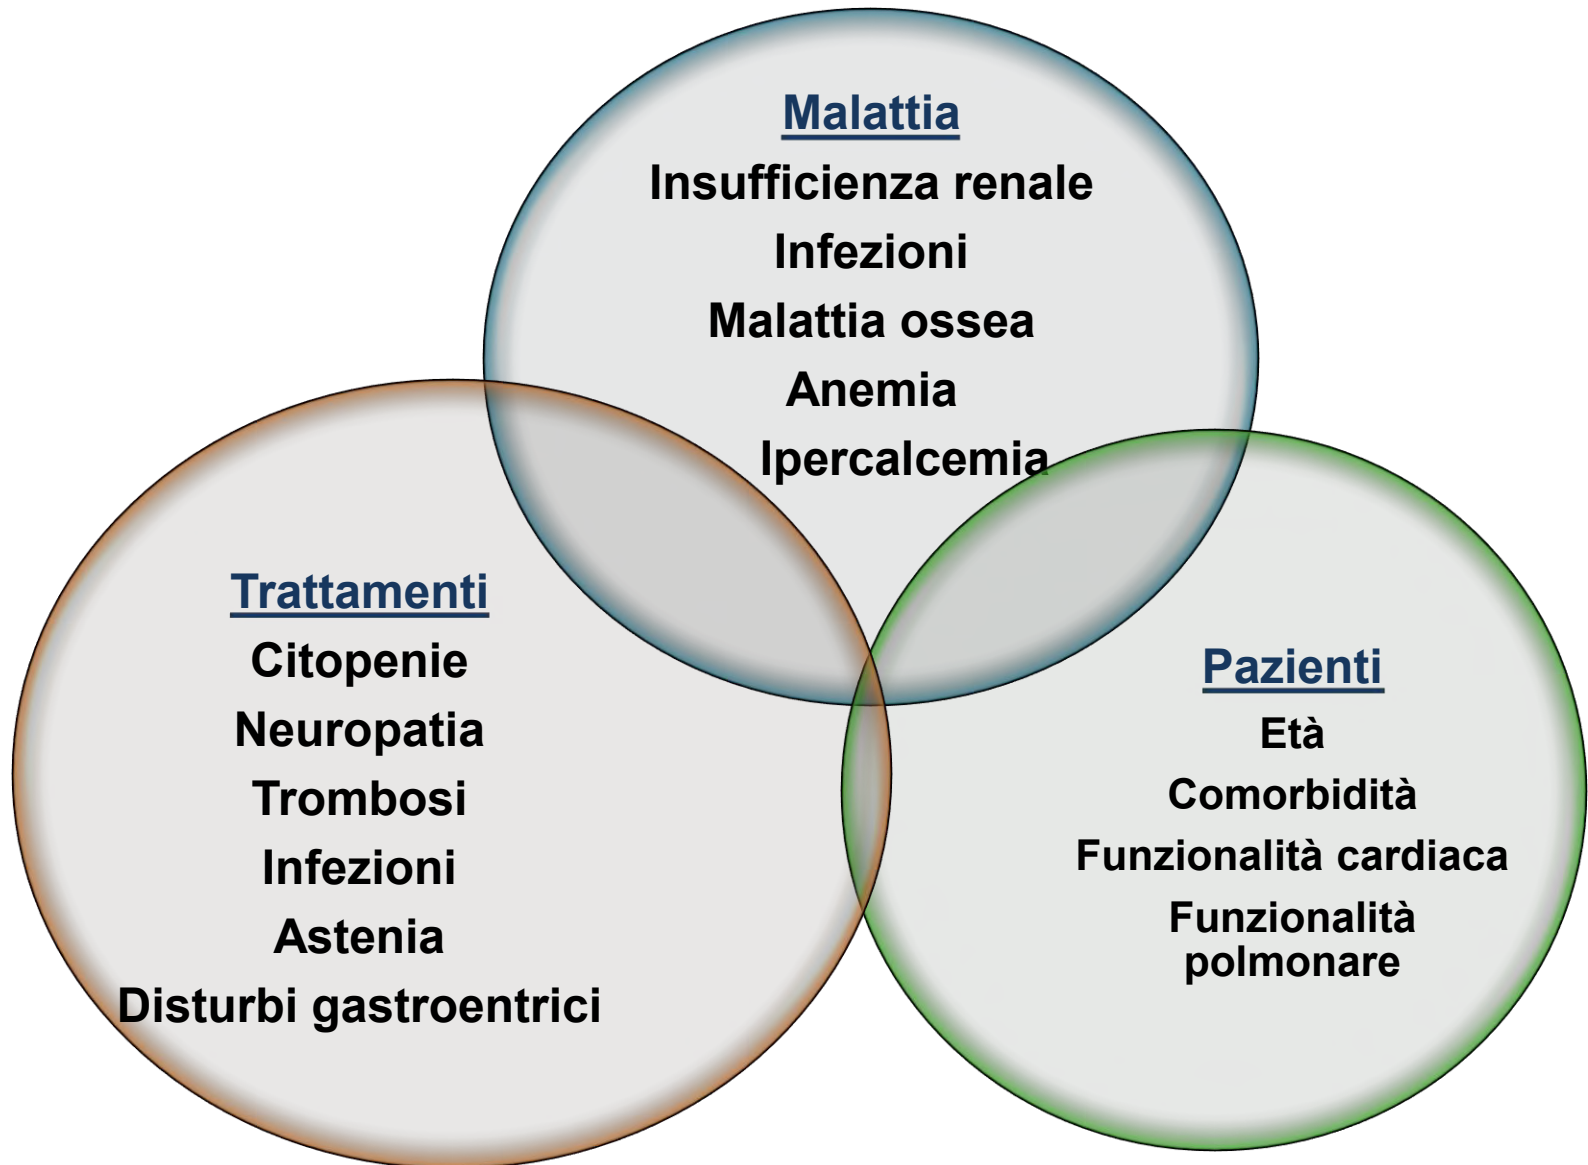 Malattia
Insufficienza renale
Infezioni
Malattia ossea
Anemia
Ipercalcemia
Trattamenti
Citopenie
Neuropatia
Trombosi
Infezioni
Astenia
Disturbi gastroentrici
Pazienti
Età
Comorbidità
Funzionalità cardiaca
Funzionalità
polmonare